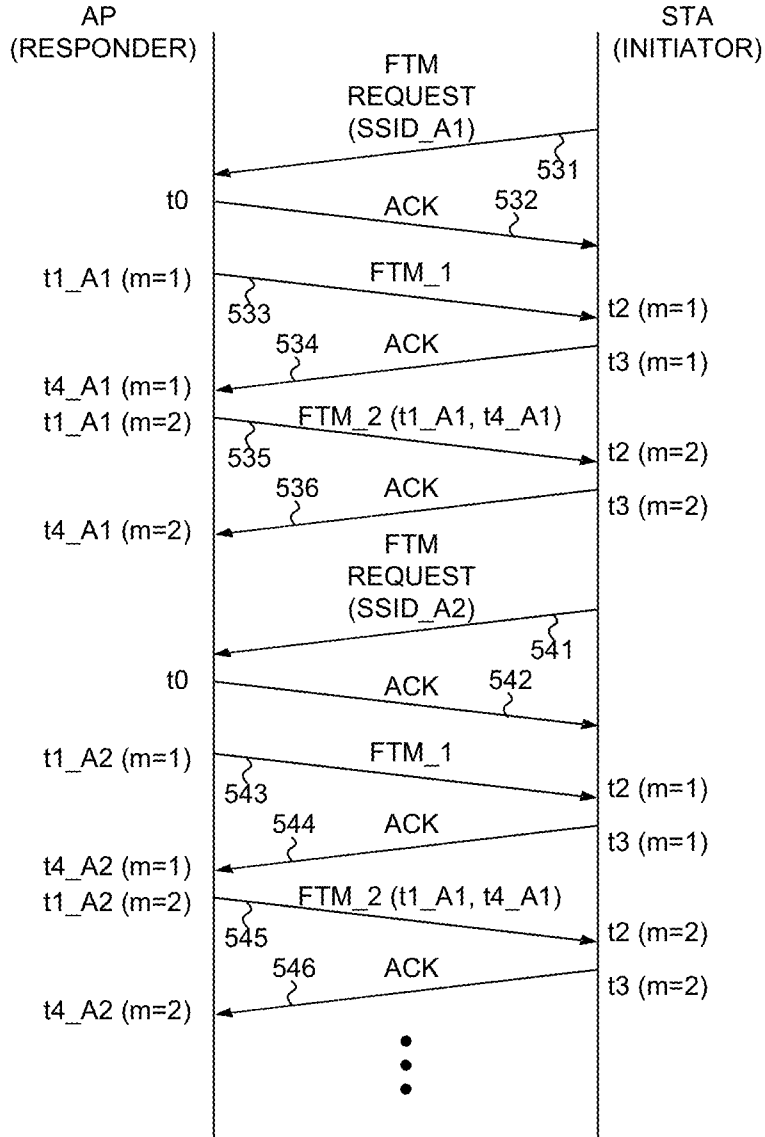 AP
(RESPONDER)
STA
(INITIATOR)
FTM
REQUEST
(SSID_A1)
531
t0
ACK
532
t1_A1 (m=1)
FTM_1
533
t2 (m=1)
534
ACK
t3 (m=1)
t4_A1 (m=1)
t1_A1 (m=2)
FTM_2 (t1_A1, t4_A1)
535
t2 (m=2)
536
ACK
t3 (m=2)
t4_A1 (m=2)
FTM
REQUEST
(SSID_A2)
541
t0
ACK
542
t1_A2 (m=1)
FTM_1
543
t2 (m=1)
544
ACK
t3 (m=1)
t4_A2 (m=1)
t1_A2 (m=2)
FTM_2 (t1_A1, t4_A1)
545
t2 (m=2)
546
ACK
t3 (m=2)
t4_A2 (m=2)